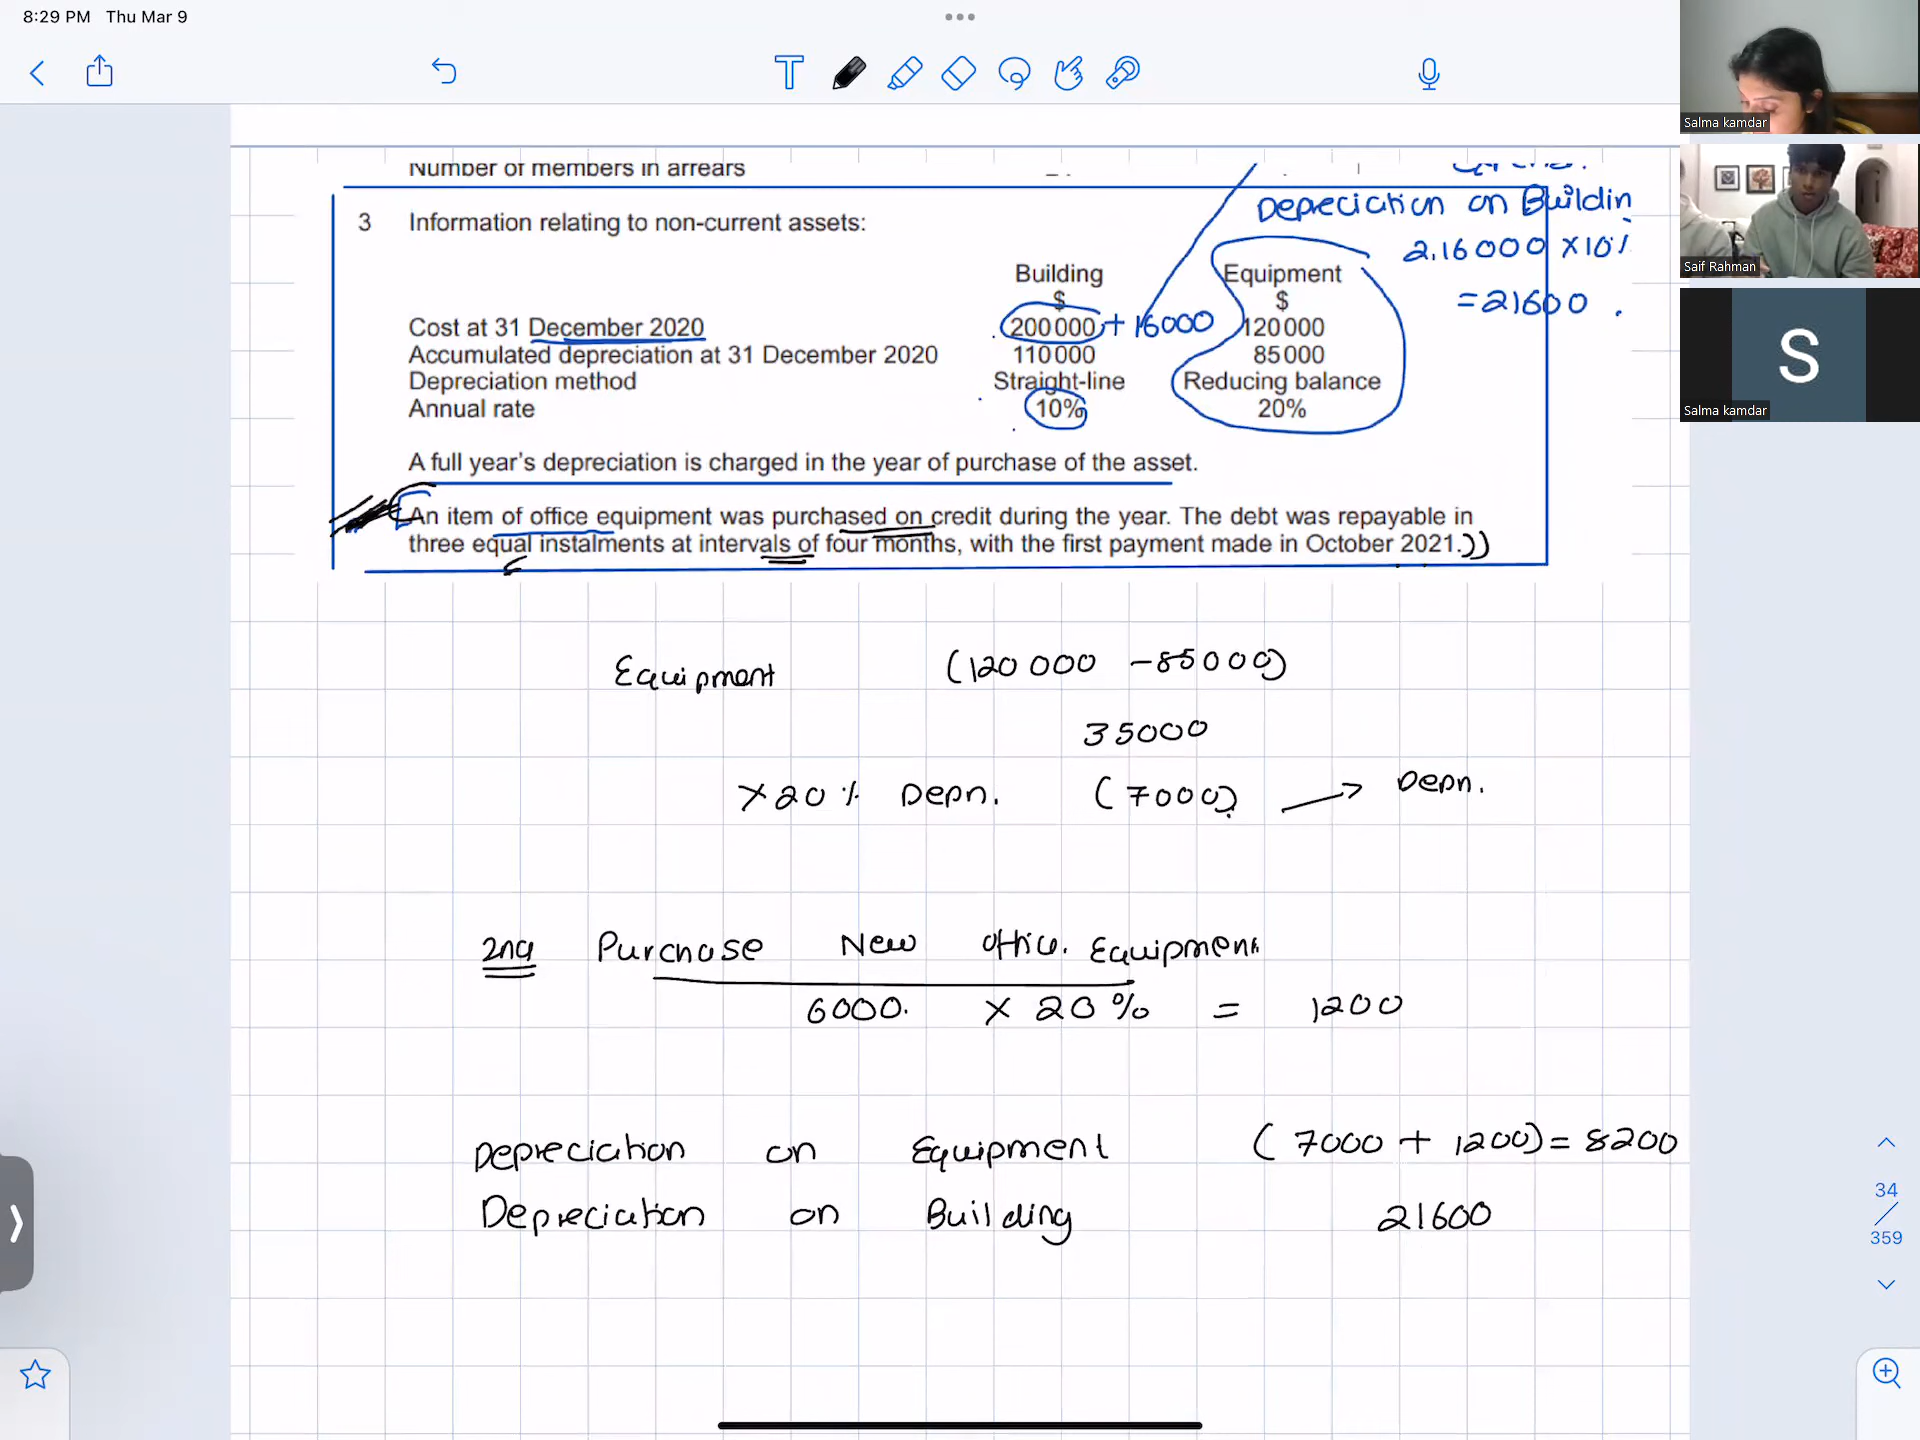 8:29 PM Thu Mar 9
T
Salma kamdar
Saif Rahman
S
Salma kamdar
Number of members in arrears
3 Information relating to non-current assets:
Building Equipment
$ $
Cost at 31 December 2020 200000 + 16000 120000
Accumulated depreciation at 31 December 2020 110000 85000
Depreciation method Straight-line Reducing balance
Annual rate 10% 20%
Depreciation on Buildin
2,16000 ×10%
=21600.
A full year's depreciation is charged in the year of purchase of the asset.
An item of office equipment was purchased on credit during the year. The debt was repayable in
three equal instalments at intervals of four months, with the first payment made in October 2021.
Equipment (120000 -85000)
35000
×20% Depn. (7000) → Depn.
2nd Purchase New office. Equipment
6000. × 20% = 1200
Depreciation on Equipment (7000 + 1200) = 8200
Depreciation on Building 21600
34
/
359